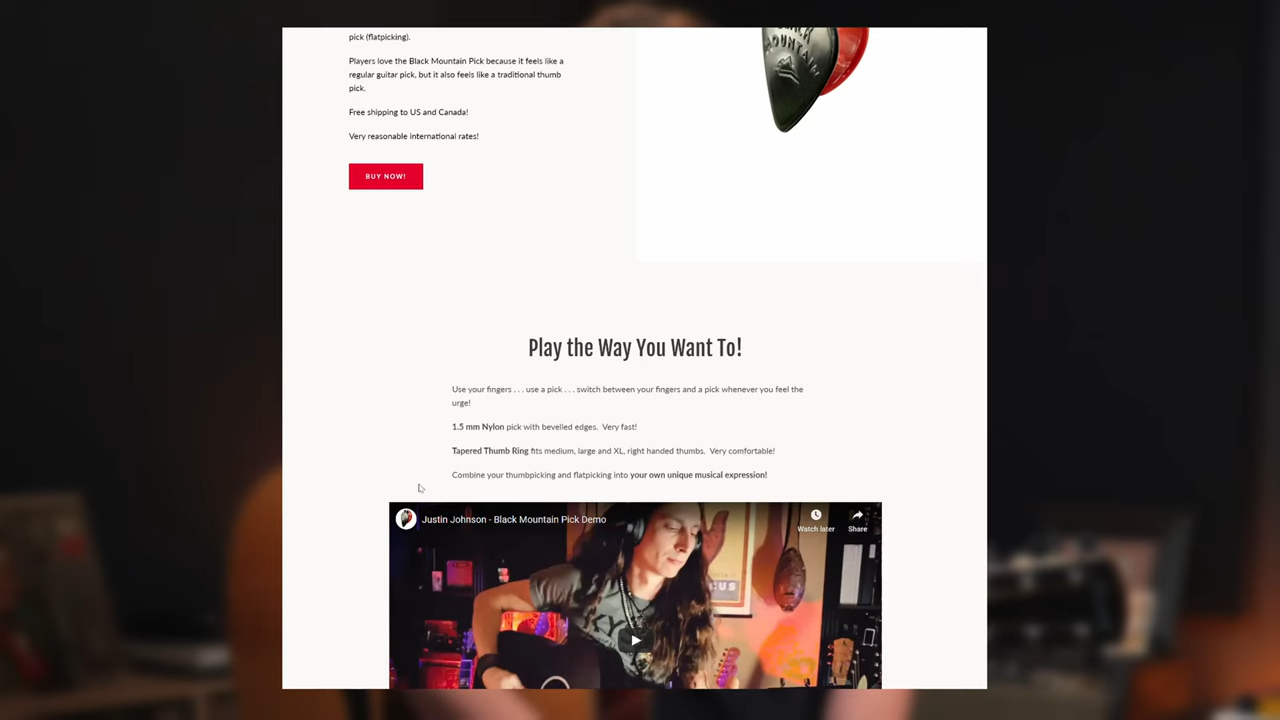 pick (flatpicking).
Players love the Black Mountain Pick because it feels like a
regular guitar pick, but it also feels like a traditional thumb
pick.
Free shipping to US and Canada!
Very reasonable international rates!
BUY NOW!
MOUNTAIN
Play the Way You Want To!
Use your fingers . . . use a pick . . . switch between your fingers and a pick whenever you feel the
urge!
1.5 mm Nylon pick with bevelled edges.  Very fast!
Tapered Thumb Ring fits medium, large and XL, right handed thumbs.  Very comfortable!
Combine your thumbpicking and flatpicking into your own unique musical expression!
Justin Johnson - Black Mountain Pick Demo
Watch later
Share